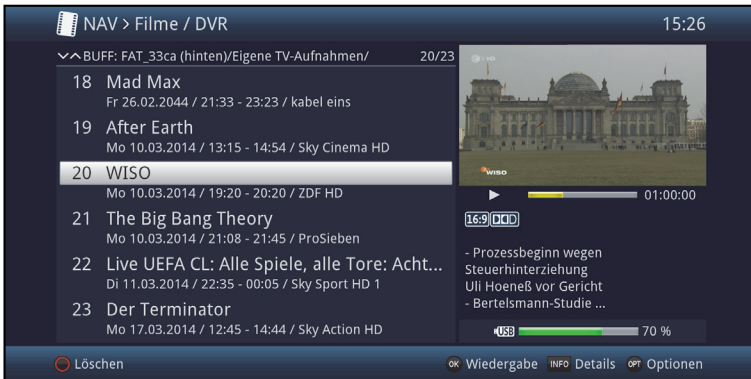 NAV > Filme / DVR 15:26
BUFF: FAT_33ca (hinten)/Eigene TV-Aufnahmen/ 20/23
18 Mad Max
Fr 26.02.2044 / 21:33 - 23:23 / kabel eins
19 After Earth
Mo 10.03.2014 / 13:15 - 14:54 / Sky Cinema HD
20 WISO
Mo 10.03.2014 / 19:20 - 20:20 / ZDF HD
21 The Big Bang Theory
Mo 10.03.2014 / 21:08 - 21:45 / ProSieben
22 Live UEFA CL: Alle Spiele, alle Tore: Acht...
Di 11.03.2014 / 22:35 - 00:05 / Sky Sport HD 1
23 Der Terminator
Mo 17.03.2014 / 12:45 - 14:44 / Sky Action HD
WISO
01:00:00
16:9
- Prozessbeginn wegen
Steuerhinterziehung
Uli Hoeneß vor Gericht
- Bertelsmann-Studie ...
USB 70 %
Löschen OK Wiedergabe INFO Details OPT Optionen